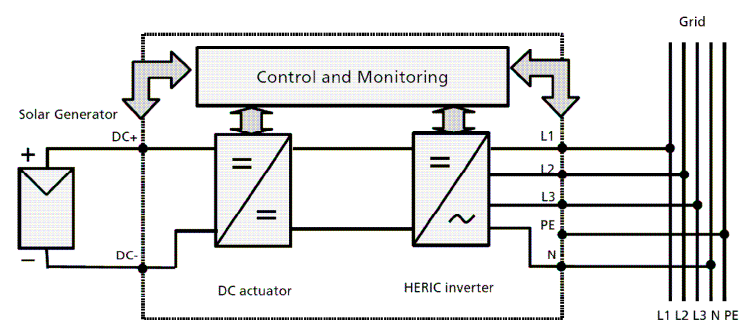 Grid
Control and Monitoring
Solar Generator
DC+
L1
+
=
=
L2
=
~
L3
PE
N
−
DC-
DC actuator
HERIC inverter
L1 L2 L3 N PE